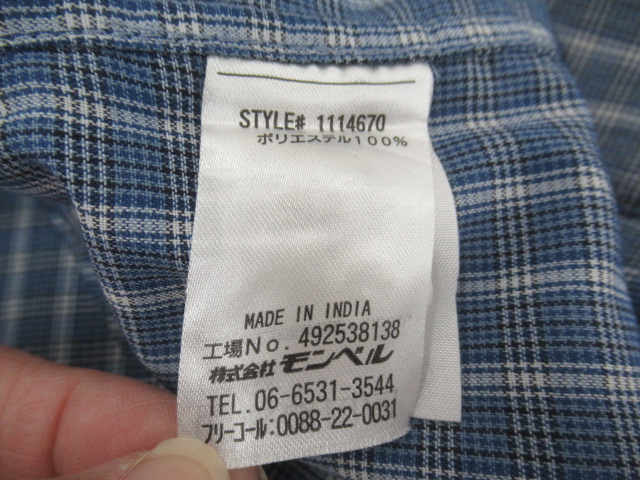 STYLE# 1114670
ポリエステル100%
MADE IN INDIA
工場No. 492538138
株式会社 モンベル
TEL. 06-6531-3544
フリーコール:0088-22-0031